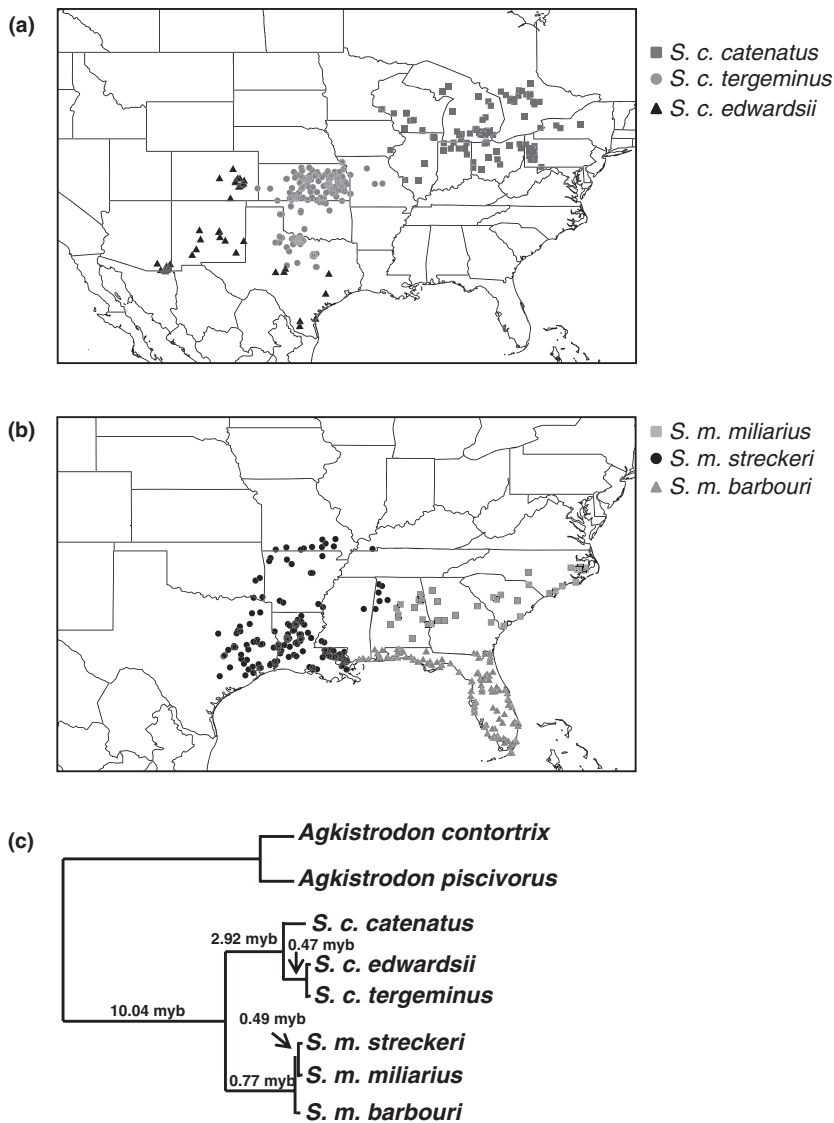 (a)
S. c. catenatus
S. c. tergeminus
S. c. edwardsii
(b)
S. m. miliarius
S. m. streckeri
S. m. barbouri
(c)
Agkistrodon contortrix
Agkistrodon piscivorus
S. c. catenatus
2.92 myb
0.47 myb
S. c. edwardsii
S. c. tergeminus
10.04 myb
0.49 myb
S. m. streckeri
S. m. miliarius
0.77 myb
S. m. barbouri